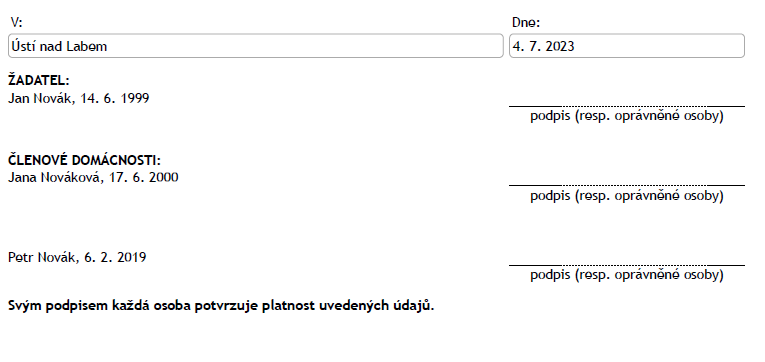 V: Dne:
Ústí nad Labem 4. 7. 2023
ŽADATEL:
Jan Novák, 14. 6. 1999
podpis (resp. oprávněné osoby)
ČLENOVÉ DOMÁCNOSTI:
Jana Nováková, 17. 6. 2000
podpis (resp. oprávněné osoby)
Petr Novák, 6. 2. 2019
podpis (resp. oprávněné osoby)
Svým podpisem každá osoba potvrzuje platnost uvedených údajů.